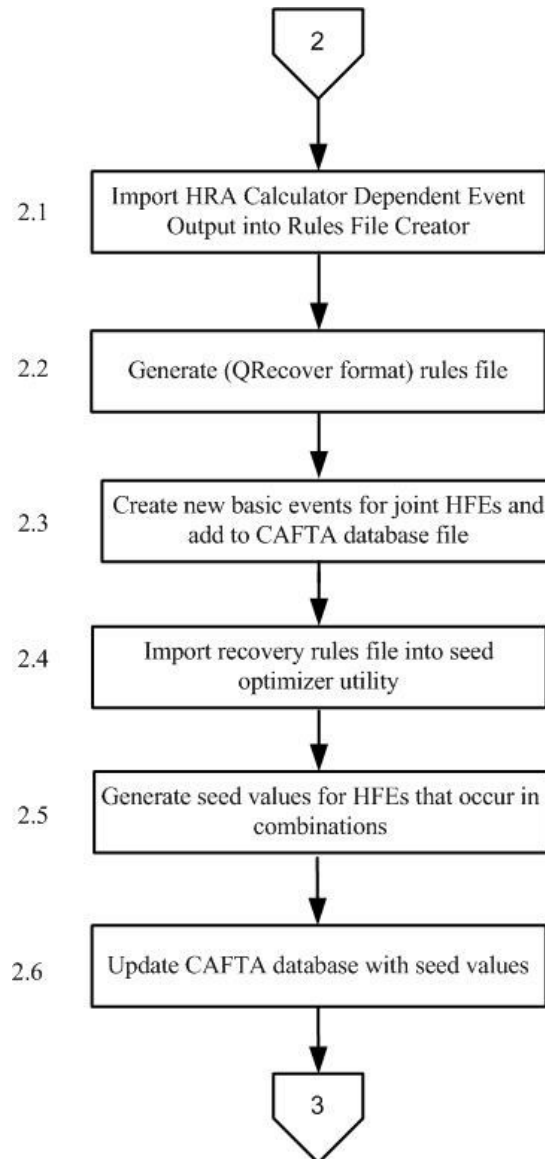 2
2.1
Import HRA Calculator Dependent Event
Output into Rules File Creator
2.2
Generate (QRecover format) rules file
2.3
Create new basic events for joint HFEs and
add to CAFTA database file
2.4
Import recovery rules file into seed
optimizer utility
2.5
Generate seed values for HFEs that occur in
combinations
2.6
Update CAFTA database with seed values
3